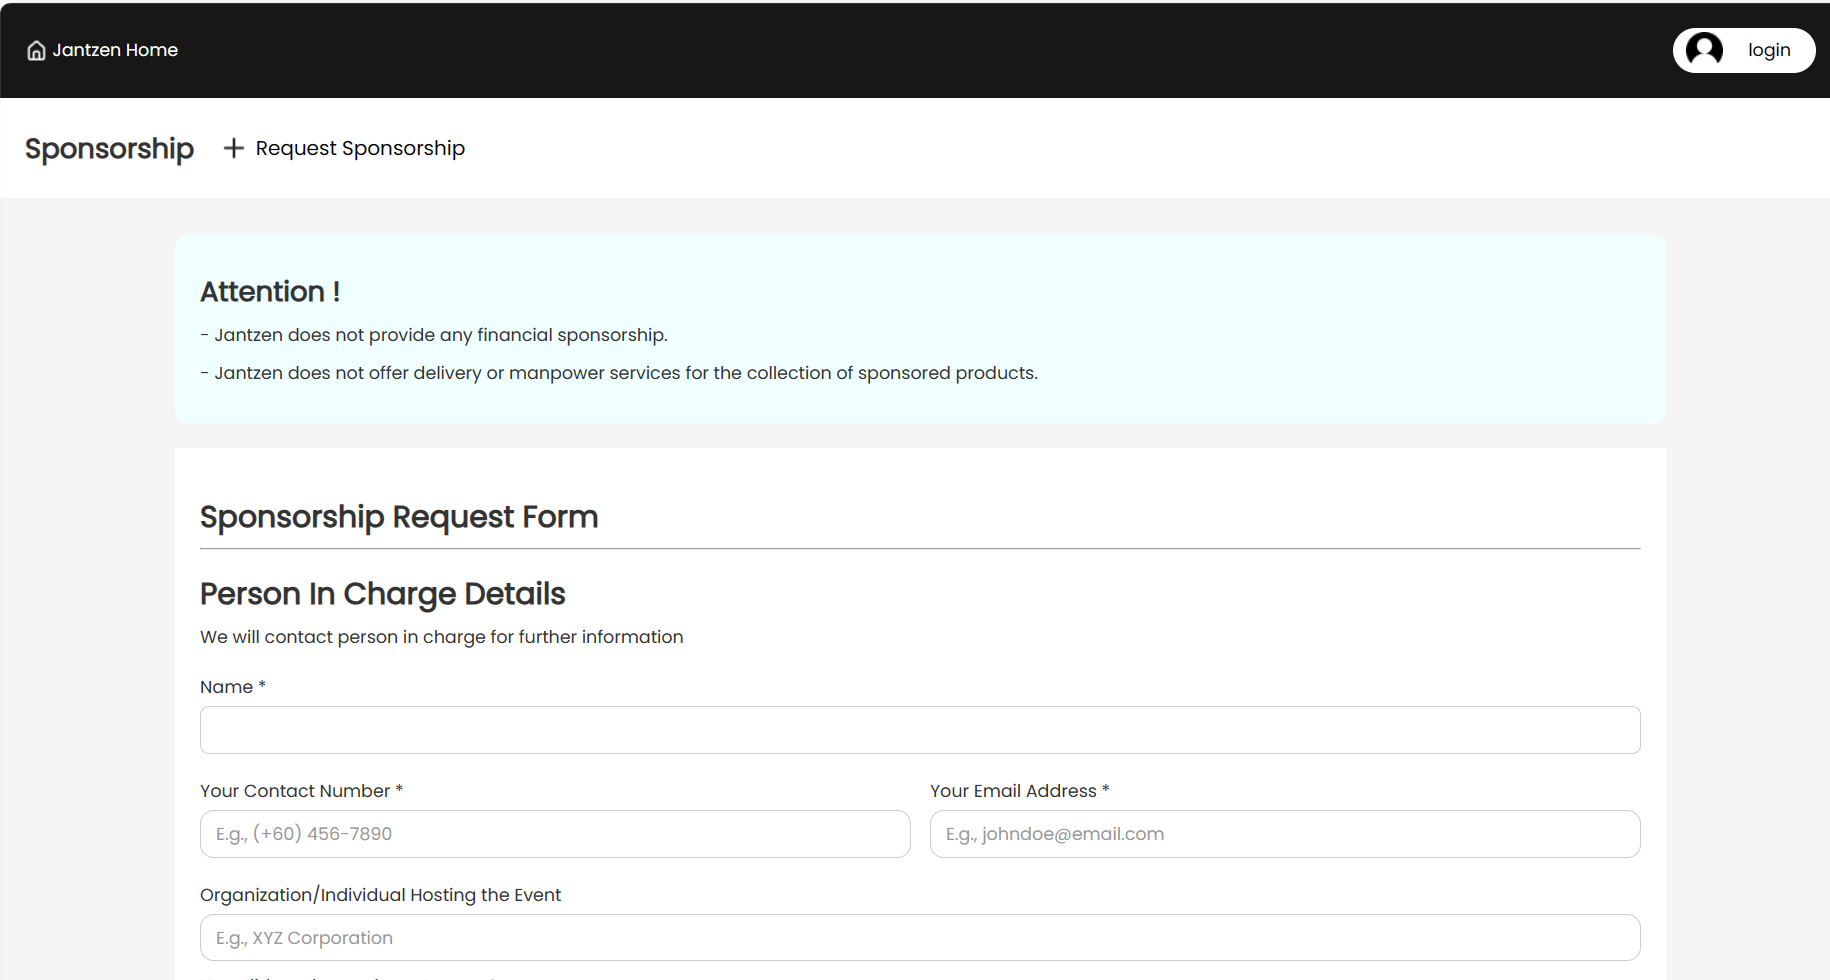 Jantzen Home
login
Sponsorship
Request Sponsorship
Attention !
- Jantzen does not provide any financial sponsorship.
- Jantzen does not offer delivery or manpower services for the collection of sponsored products.
Sponsorship Request Form
Person In Charge Details
We will contact person in charge for further information
Name *
Your Contact Number *
Your Email Address *
E.g., (+60) 456-7890
E.g., johndoe@email.com
Organization/Individual Hosting the Event
E.g., XYZ Corporation